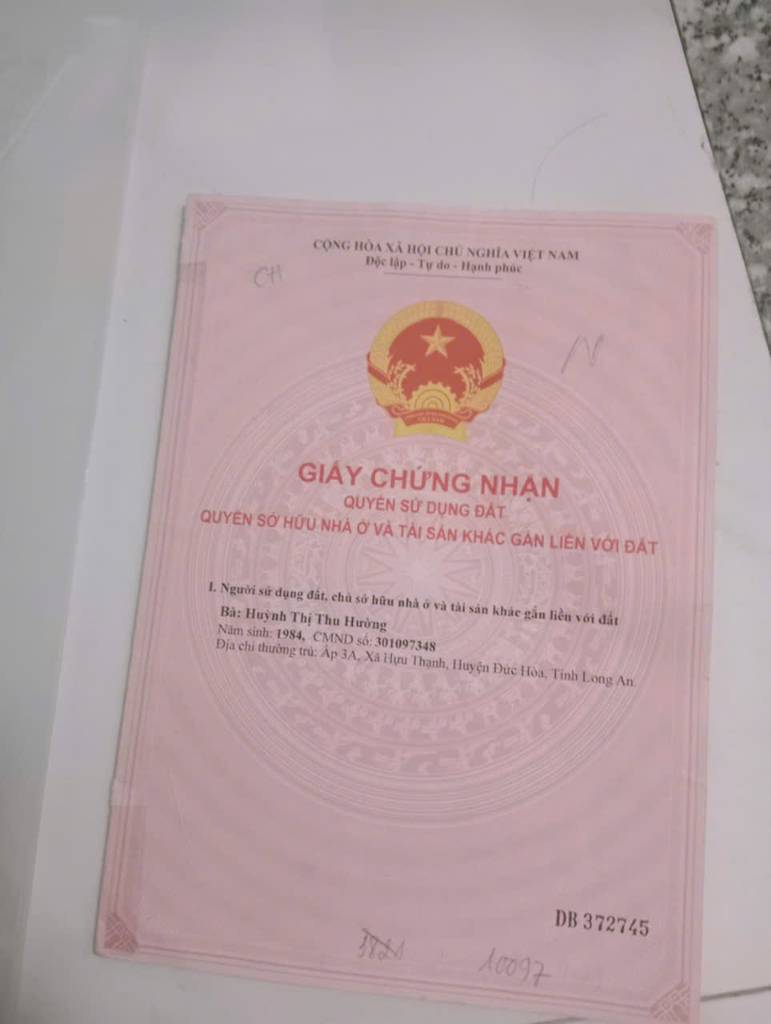 CỘNG HÒA XÃ HỘI CHỦ NGHĨA VIỆT NAM
Độc lập - Tự do - Hạnh phúc
CH
N
GIẤY CHỨNG NHẬN
QUYỀN SỬ DỤNG ĐẤT
QUYỀN SỞ HỮU NHÀ Ở VÀ TÀI SẢN KHÁC GẮN LIỀN VỚI ĐẤT
I. Người sử dụng đất, chủ sở hữu nhà ở và tài sản khác gắn liền với đất
Bà: Huỳnh Thị Thu Hường
Năm sinh: 1984, CMND số: 301097348
Địa chỉ thường trú: Ấp 3A, Xã Hựu Thạnh, Huyện Đức Hòa, Tỉnh Long An.
DB 372745
10097